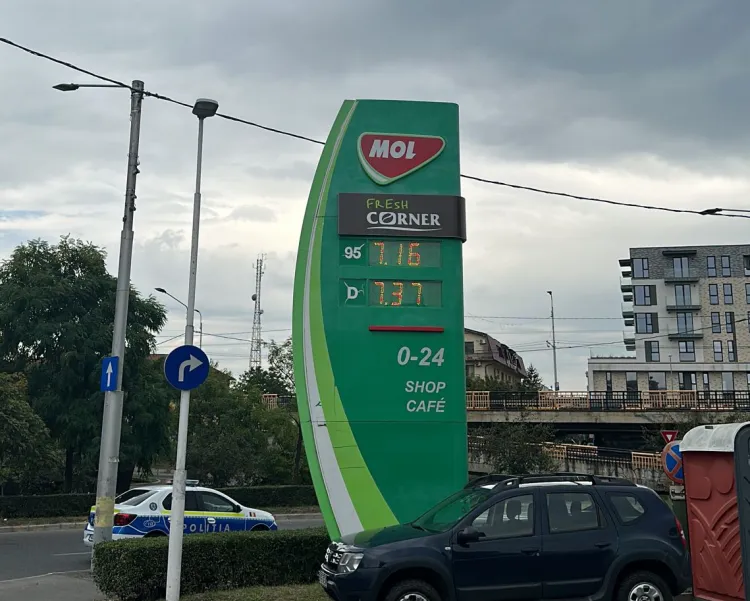 MOL
FRESH
CORNER
95 7.16
D 7.37
0-24
SHOP
CAFÉ
POLIȚIA